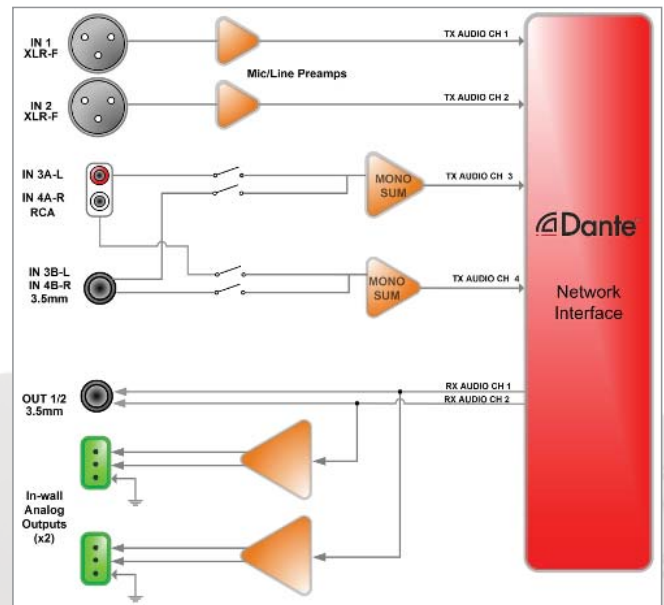 IN 1
XLR-F
TX AUDIO CH 1
Mic/Line Preamps
IN 2
XLR-F
TX AUDIO CH 2
IN 3A-L
IN 4A-R
RCA
MONO
SUM
TX AUDIO CH 3
IN 3B-L
IN 4B-R
3.5mm
MONO
SUM
TX AUDIO CH 4
Dante
Network
Interface
OUT 1/2
3.5mm
RX AUDIO CH 1
RX AUDIO CH 2
In-wall
Analog
Outputs
(x2)